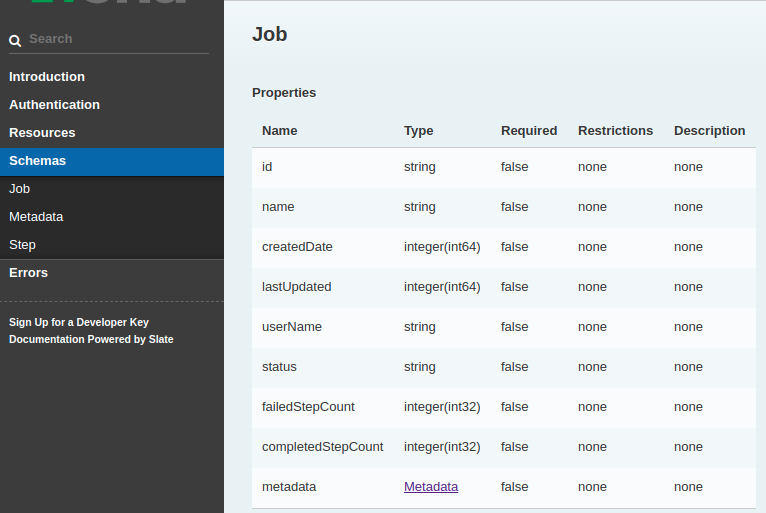 Search
Introduction
Authentication
Resources
Schemas
Job
Metadata
Step
Errors
Sign Up for a Developer Key
Documentation Powered by Slate
Job
Properties
Name Type Required Restrictions Description
id string false none none
name string false none none
createdDate integer(int64) false none none
lastUpdated integer(int64) false none none
userName string false none none
status string false none none
failedStepCount integer(int32) false none none
completedStepCount integer(int32) false none none
metadata Metadata false none none